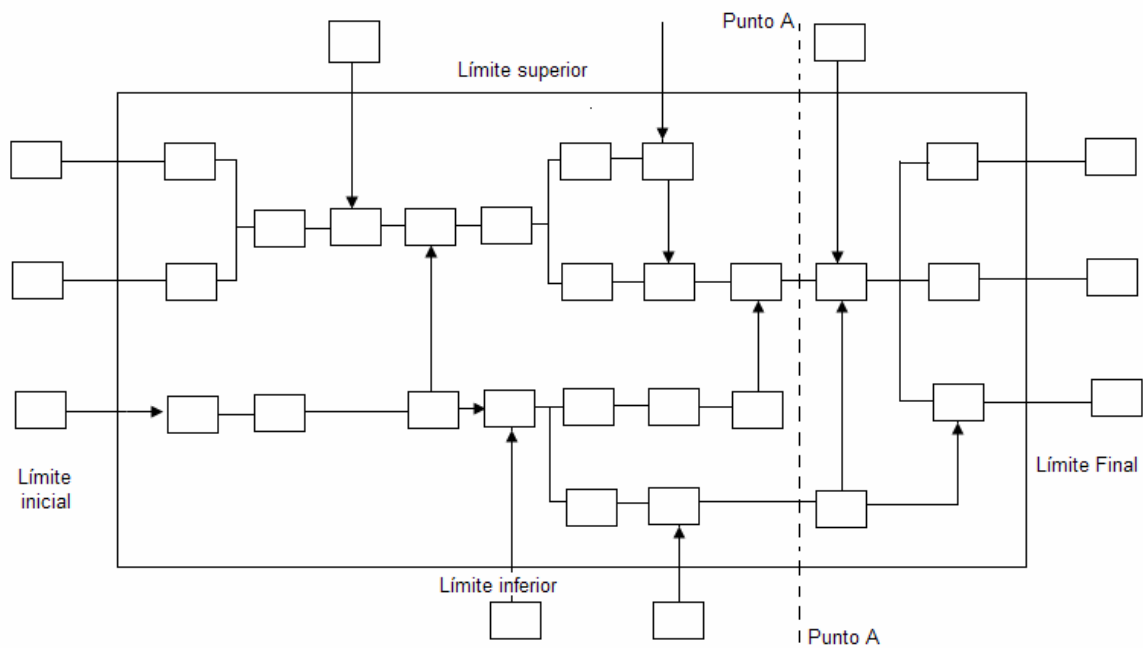 Punto A
Límite superior
Límite
inicial
Límite Final
Límite inferior
Punto A